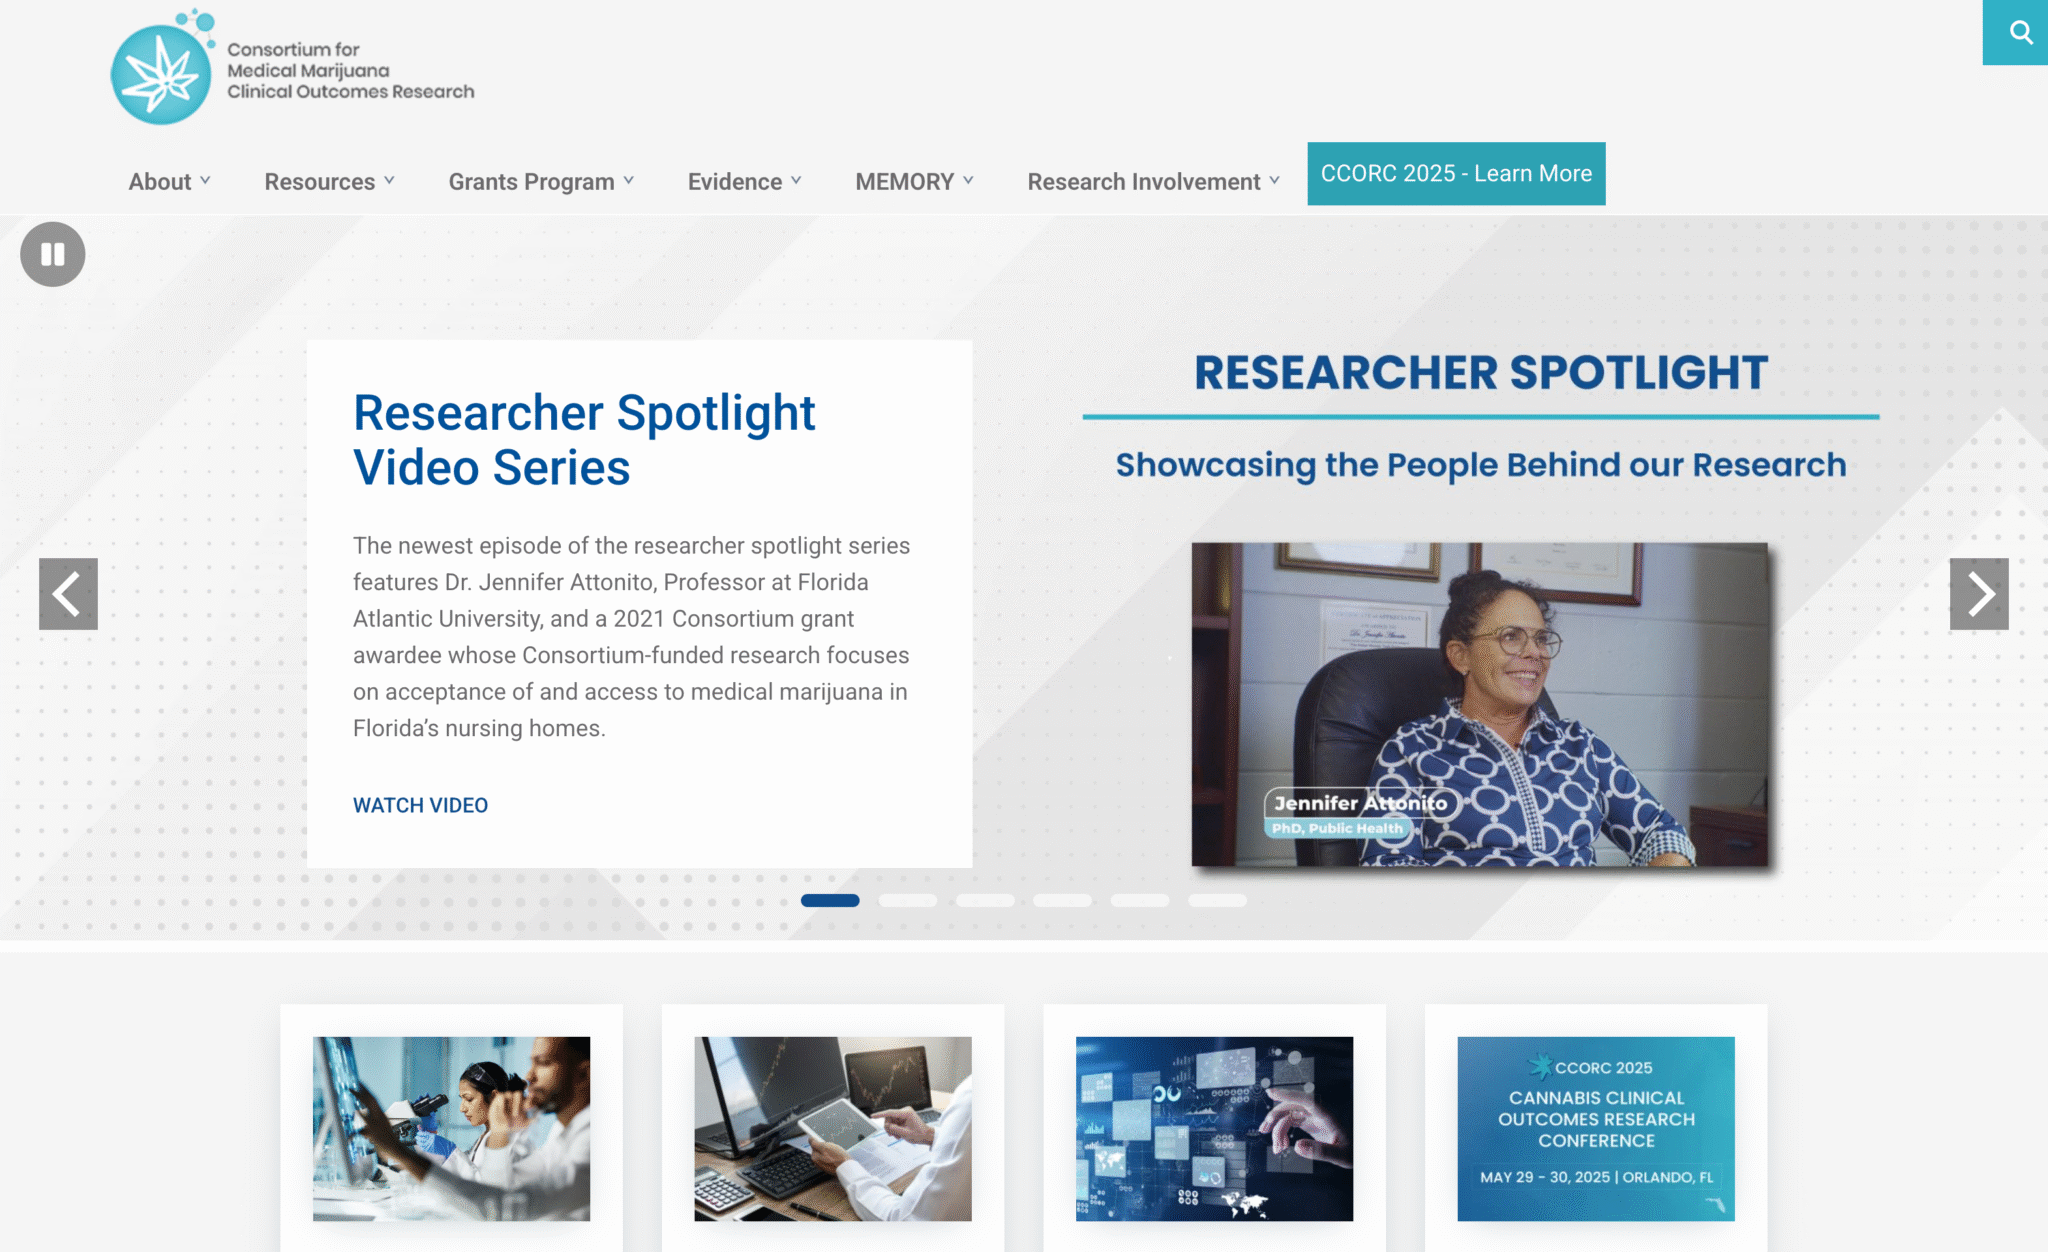 Consortium for
Medical Marijuana
Clinical Outcomes Research
About
Resources
Grants Program
Evidence
MEMORY
Research Involvement
CCORC 2025 - Learn More
Researcher Spotlight
Video Series
The newest episode of the researcher spotlight series
features Dr. Jennifer Attonito, Professor at Florida
Atlantic University, and a 2021 Consortium grant
awardee whose Consortium-funded research focuses
on acceptance of and access to medical marijuana in
Florida’s nursing homes.
WATCH VIDEO
RESEARCHER SPOTLIGHT
Showcasing the People Behind our Research
Dr. Jennifer Attonito
Jennifer Attonito
PhD, Public Health
CCORC 2025
CANNABIS CLINICAL
OUTCOMES RESEARCH
CONFERENCE
MAY 29 - 30, 2025 | ORLANDO, FL